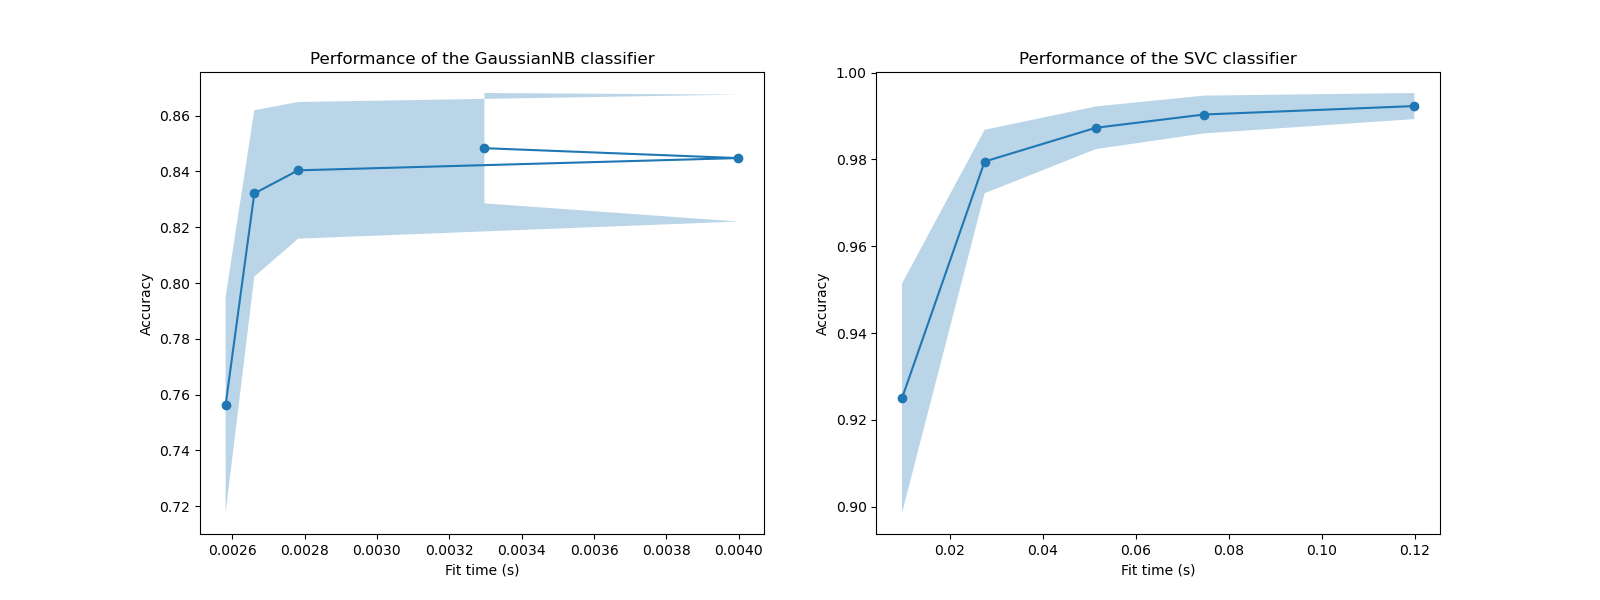 Performance of the GaussianNB classifier
Accuracy
0.86
0.84
0.82
0.80
0.78
0.76
0.74
0.72
0.0026 0.0028 0.0030 0.0032 0.0034 0.0036 0.0038 0.0040
Fit time (s)
Performance of the SVC classifier
Accuracy
1.00
0.98
0.96
0.94
0.92
0.90
0.02 0.04 0.06 0.08 0.10 0.12
Fit time (s)